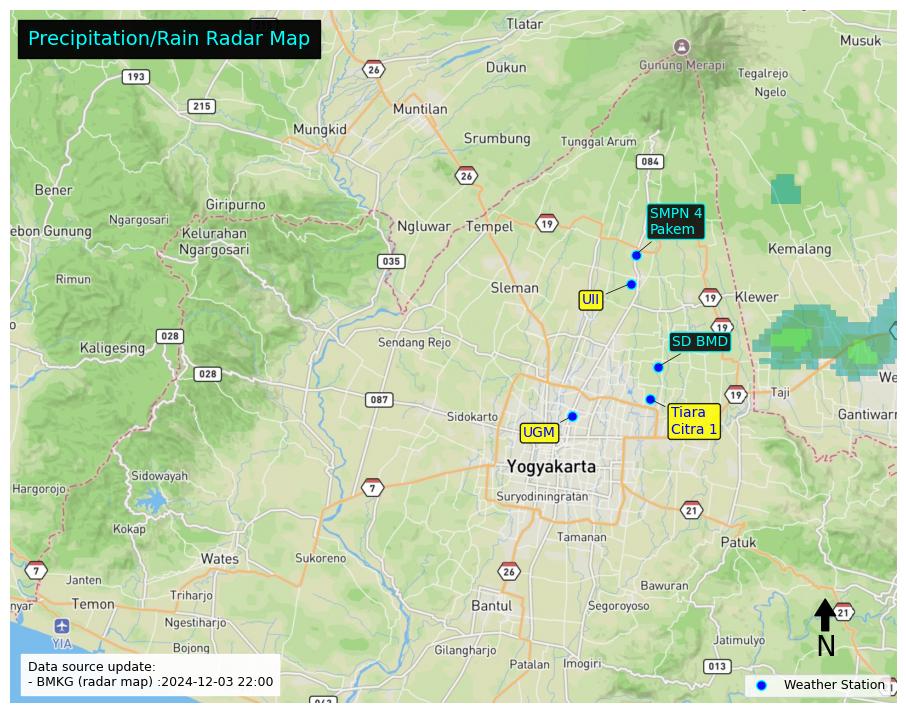 Precipitation/Rain Radar Map
Tlatar
Musuk
26
193
Dukun
Gunung Merapi
Tegalrejo
Ngelo
215
Muntilan
Mungkid
Srumbung
Tunggal Arum
084
26
Bener
Giripurno
Ngargosari
SMPN 4
Pakem
ebon Gunung
Kelurahan
Ngargosari
Ngluwar
Tempel
19
Kemalang
035
Rimun
Sleman
UII
19
Klewer
19
028
Kaligesing
Sendang Rejo
SD BMD
028
We
Taji
19
087
Sidokarto
Tiara
Citra 1
Gantiwarn
UGM
Yogyakarta
Sidowayah
Hargorojo
7
Suryodiningratan
21
Kokap
Tamanan
Patuk
Wates
Sukoreno
7
26
Janten
Bawuran
Triharjo
nyar
Temon
Bantul
Segoroyoso
21
Ngestiharjo
YIA
Jatimulyo
N
Bojong
Gilangharjo
Patalan
Imogiri
013
Data source update:
- BMKG (radar map) :2024-12-03 22:00
Weather Station